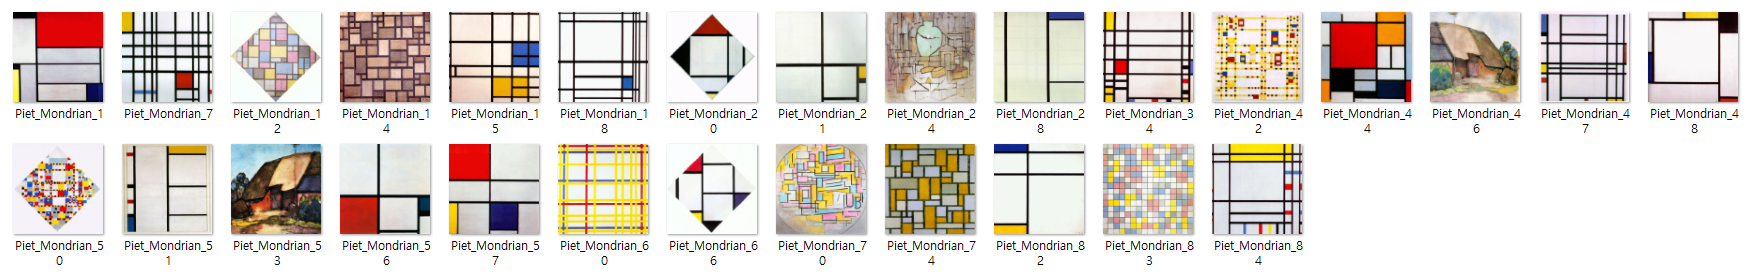 Piet_Mondrian_1
Piet_Mondrian_7
Piet_Mondrian_1
2
Piet_Mondrian_1
4
Piet_Mondrian_1
5
Piet_Mondrian_1
8
Piet_Mondrian_2
0
Piet_Mondrian_2
1
Piet_Mondrian_2
4
Piet_Mondrian_2
8
Piet_Mondrian_3
4
Piet_Mondrian_4
2
Piet_Mondrian_4
4
Piet_Mondrian_4
6
Piet_Mondrian_4
7
Piet_Mondrian_4
8
Piet_Mondrian_5
0
Piet_Mondrian_5
1
Piet_Mondrian_5
3
Piet_Mondrian_5
6
Piet_Mondrian_5
7
Piet_Mondrian_6
0
Piet_Mondrian_6
6
Piet_Mondrian_7
0
Piet_Mondrian_7
4
Piet_Mondrian_8
2
Piet_Mondrian_8
3
Piet_Mondrian_8
4